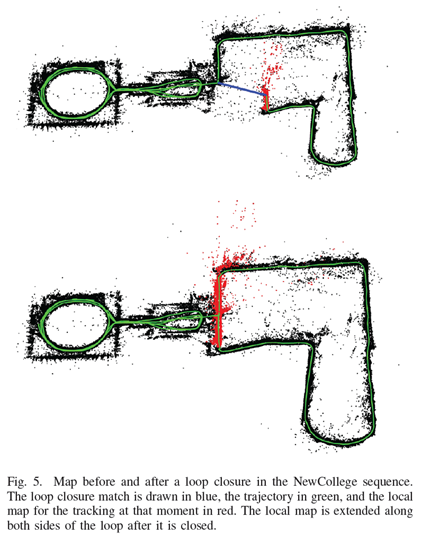 Fig. 5. Map before and after a loop closure in the NewCollege sequence.
The loop closure match is drawn in blue, the trajectory in green, and the local
map for the tracking at that moment in red. The local map is extended along
both sides of the loop after it is closed.